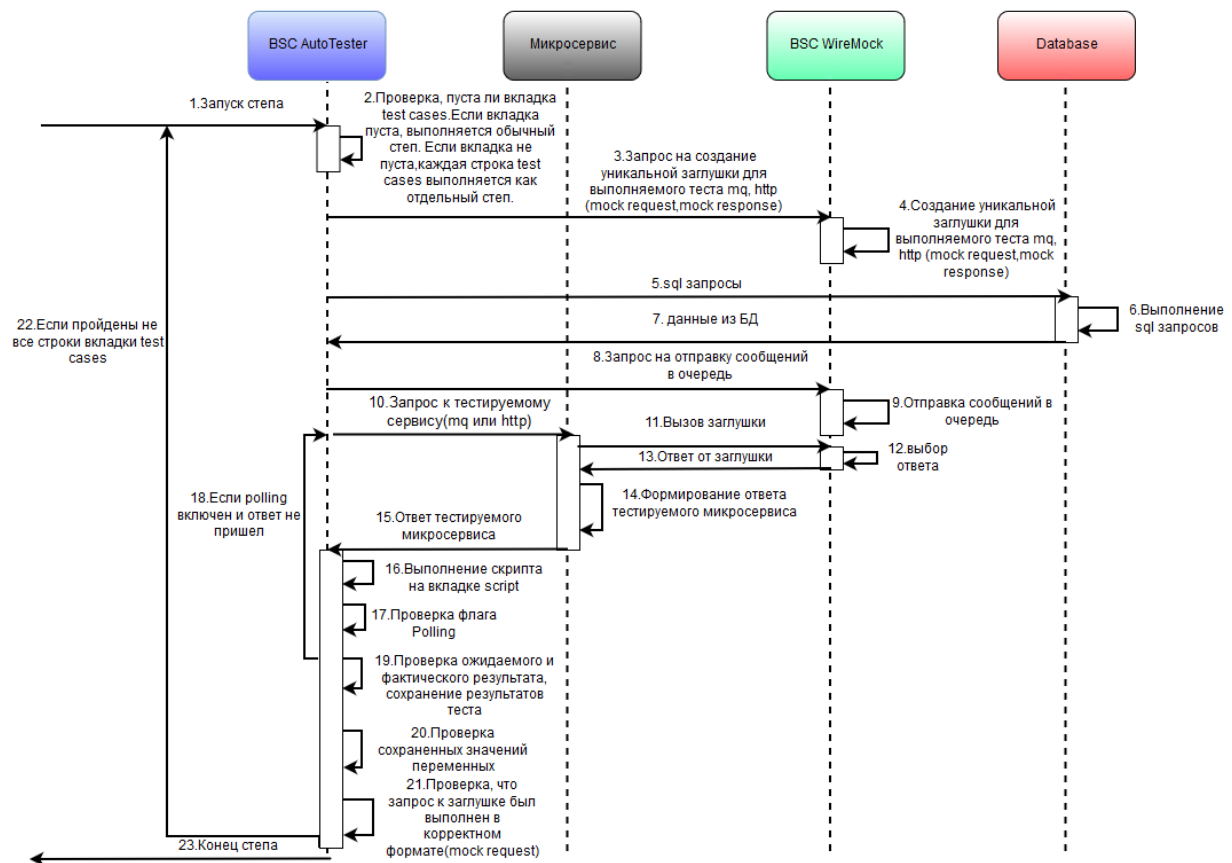 BSC AutoTester
Микросервис
BSC WireMock
Database
1.Запуск степа
2.Проверка, пуста ли вкладка
test cases.Если вкладка
пуста, выполняется обычный
степ. Если вкладка не
пуста,каждая строка test
cases выполняется как
отдельный степ.
3.Запрос на создание
уникальной заглушки для
выполняемого теста mq, http
(mock request,mock response)
4.Создание уникальной
заглушки для
выполняемого теста mq,
http (mock request,mock
response)
5.sql запросы
6.Выполнение
sql запросов
7. данные из БД
8.Запрос на отправку сообщений
в очередь
9.Отправка сообщений в
очередь
10.Запрос к тестируемому
сервису(mq или http)
11.Вызов заглушки
12.выбор
ответа
13.Ответ от заглушки
14.Формирование ответа
тестируемого микросервиса
15.Ответ тестируемого
микросервиса
16.Выполнение скрипта
на вкладке script
17.Проверка флага
Polling
18.Если polling
включен и ответ не
пришел
19.Проверка ожидаемого и
фактического результата,
сохранение результатов
теста
20.Проверка
сохраненных значений
переменных
21.Проверка, что
запрос к заглушке был
выполнен в
корректном
формате(mock request)
22.Если пройдены не
все строки вкладки test
cases
23.Конец степа